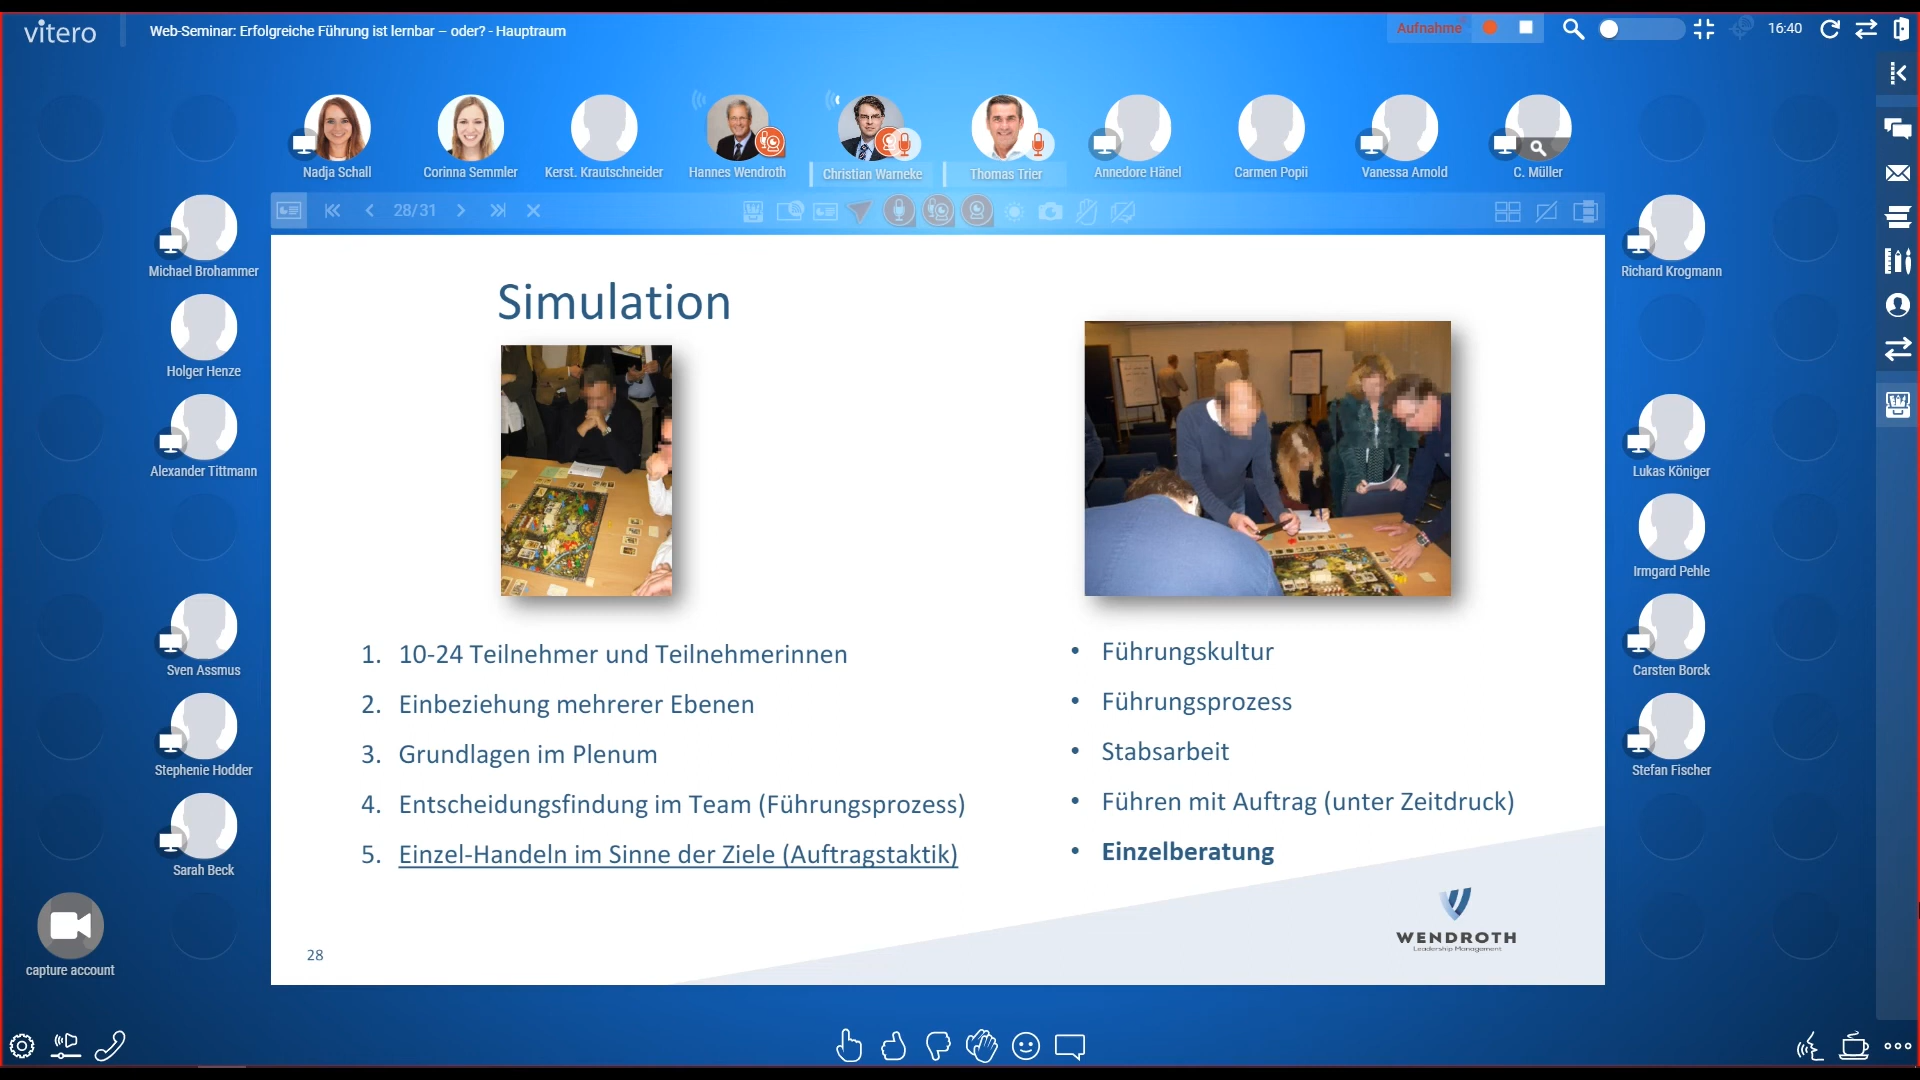 vitero
Web-Seminar: Erfolgreiche Führung ist lernbar – oder? - Hauptraum
Aufnahme
16:40
Nadja Schall
Corinna Semmler
Kerst. Krautschneider
Hannes Wendroth
Christian Warneke
Thomas Trier
Annedore Hänel
Carmen Popii
Vanessa Arnold
C. Müller
28/31
Michael Brohammer
Holger Henze
Alexander Tittmann
Sven Assmus
Stephenie Hodder
Sarah Beck
capture account
Simulation
1. 10-24 Teilnehmer und Teilnehmerinnen
2. Einbeziehung mehrerer Ebenen
3. Grundlagen im Plenum
4. Entscheidungsfindung im Team (Führungsprozess)
5. Einzel-Handeln im Sinne der Ziele (Auftragstaktik)
• Führungskultur
• Führungsprozess
• Stabsarbeit
• Führen mit Auftrag (unter Zeitdruck)
• Einzelberatung
WENDROTH
Leadership Management
28
Richard Krogmann
Lukas Königer
Irmgard Pehle
Carsten Borck
Stefan Fischer